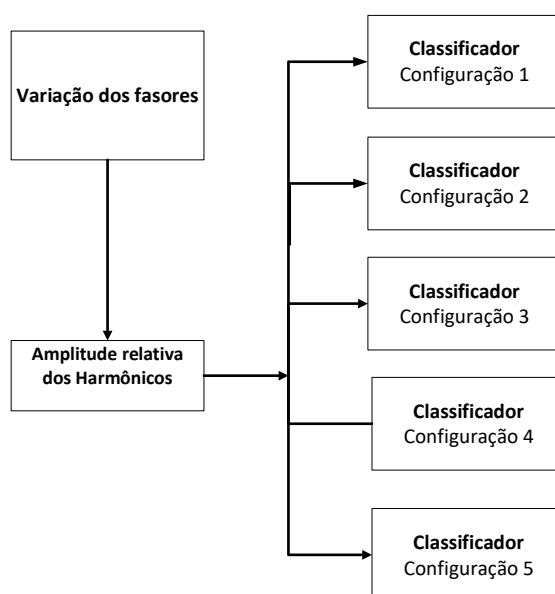 Variação dos fasores
Amplitude relativa
dos Harmônicos
Classificador
Configuração 1
Classificador
Configuração 2
Classificador
Configuração 3
Classificador
Configuração 4
Classificador
Configuração 5